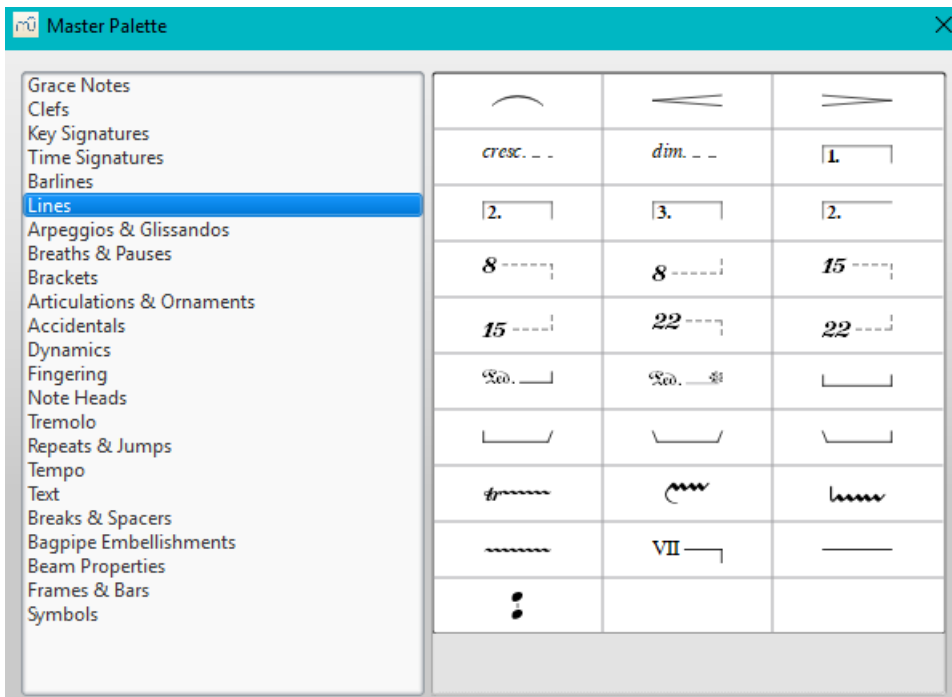 Master Palette
Grace Notes
Clefs
Key Signatures
Time Signatures
Barlines
Lines
Arpeggios & Glissandos
Breaths & Pauses
Brackets
Articulations & Ornaments
Accidentals
Dynamics
Fingering
Note Heads
Tremolo
Repeats & Jumps
Tempo
Text
Breaks & Spacers
Bagpipe Embellishments
Beam Properties
Frames & Bars
Symbols
cresc. _ _ dim. _ _ 1.
2. 3. 2.
8 8 15
15 22 22
Ped. Ped.
tr
VII